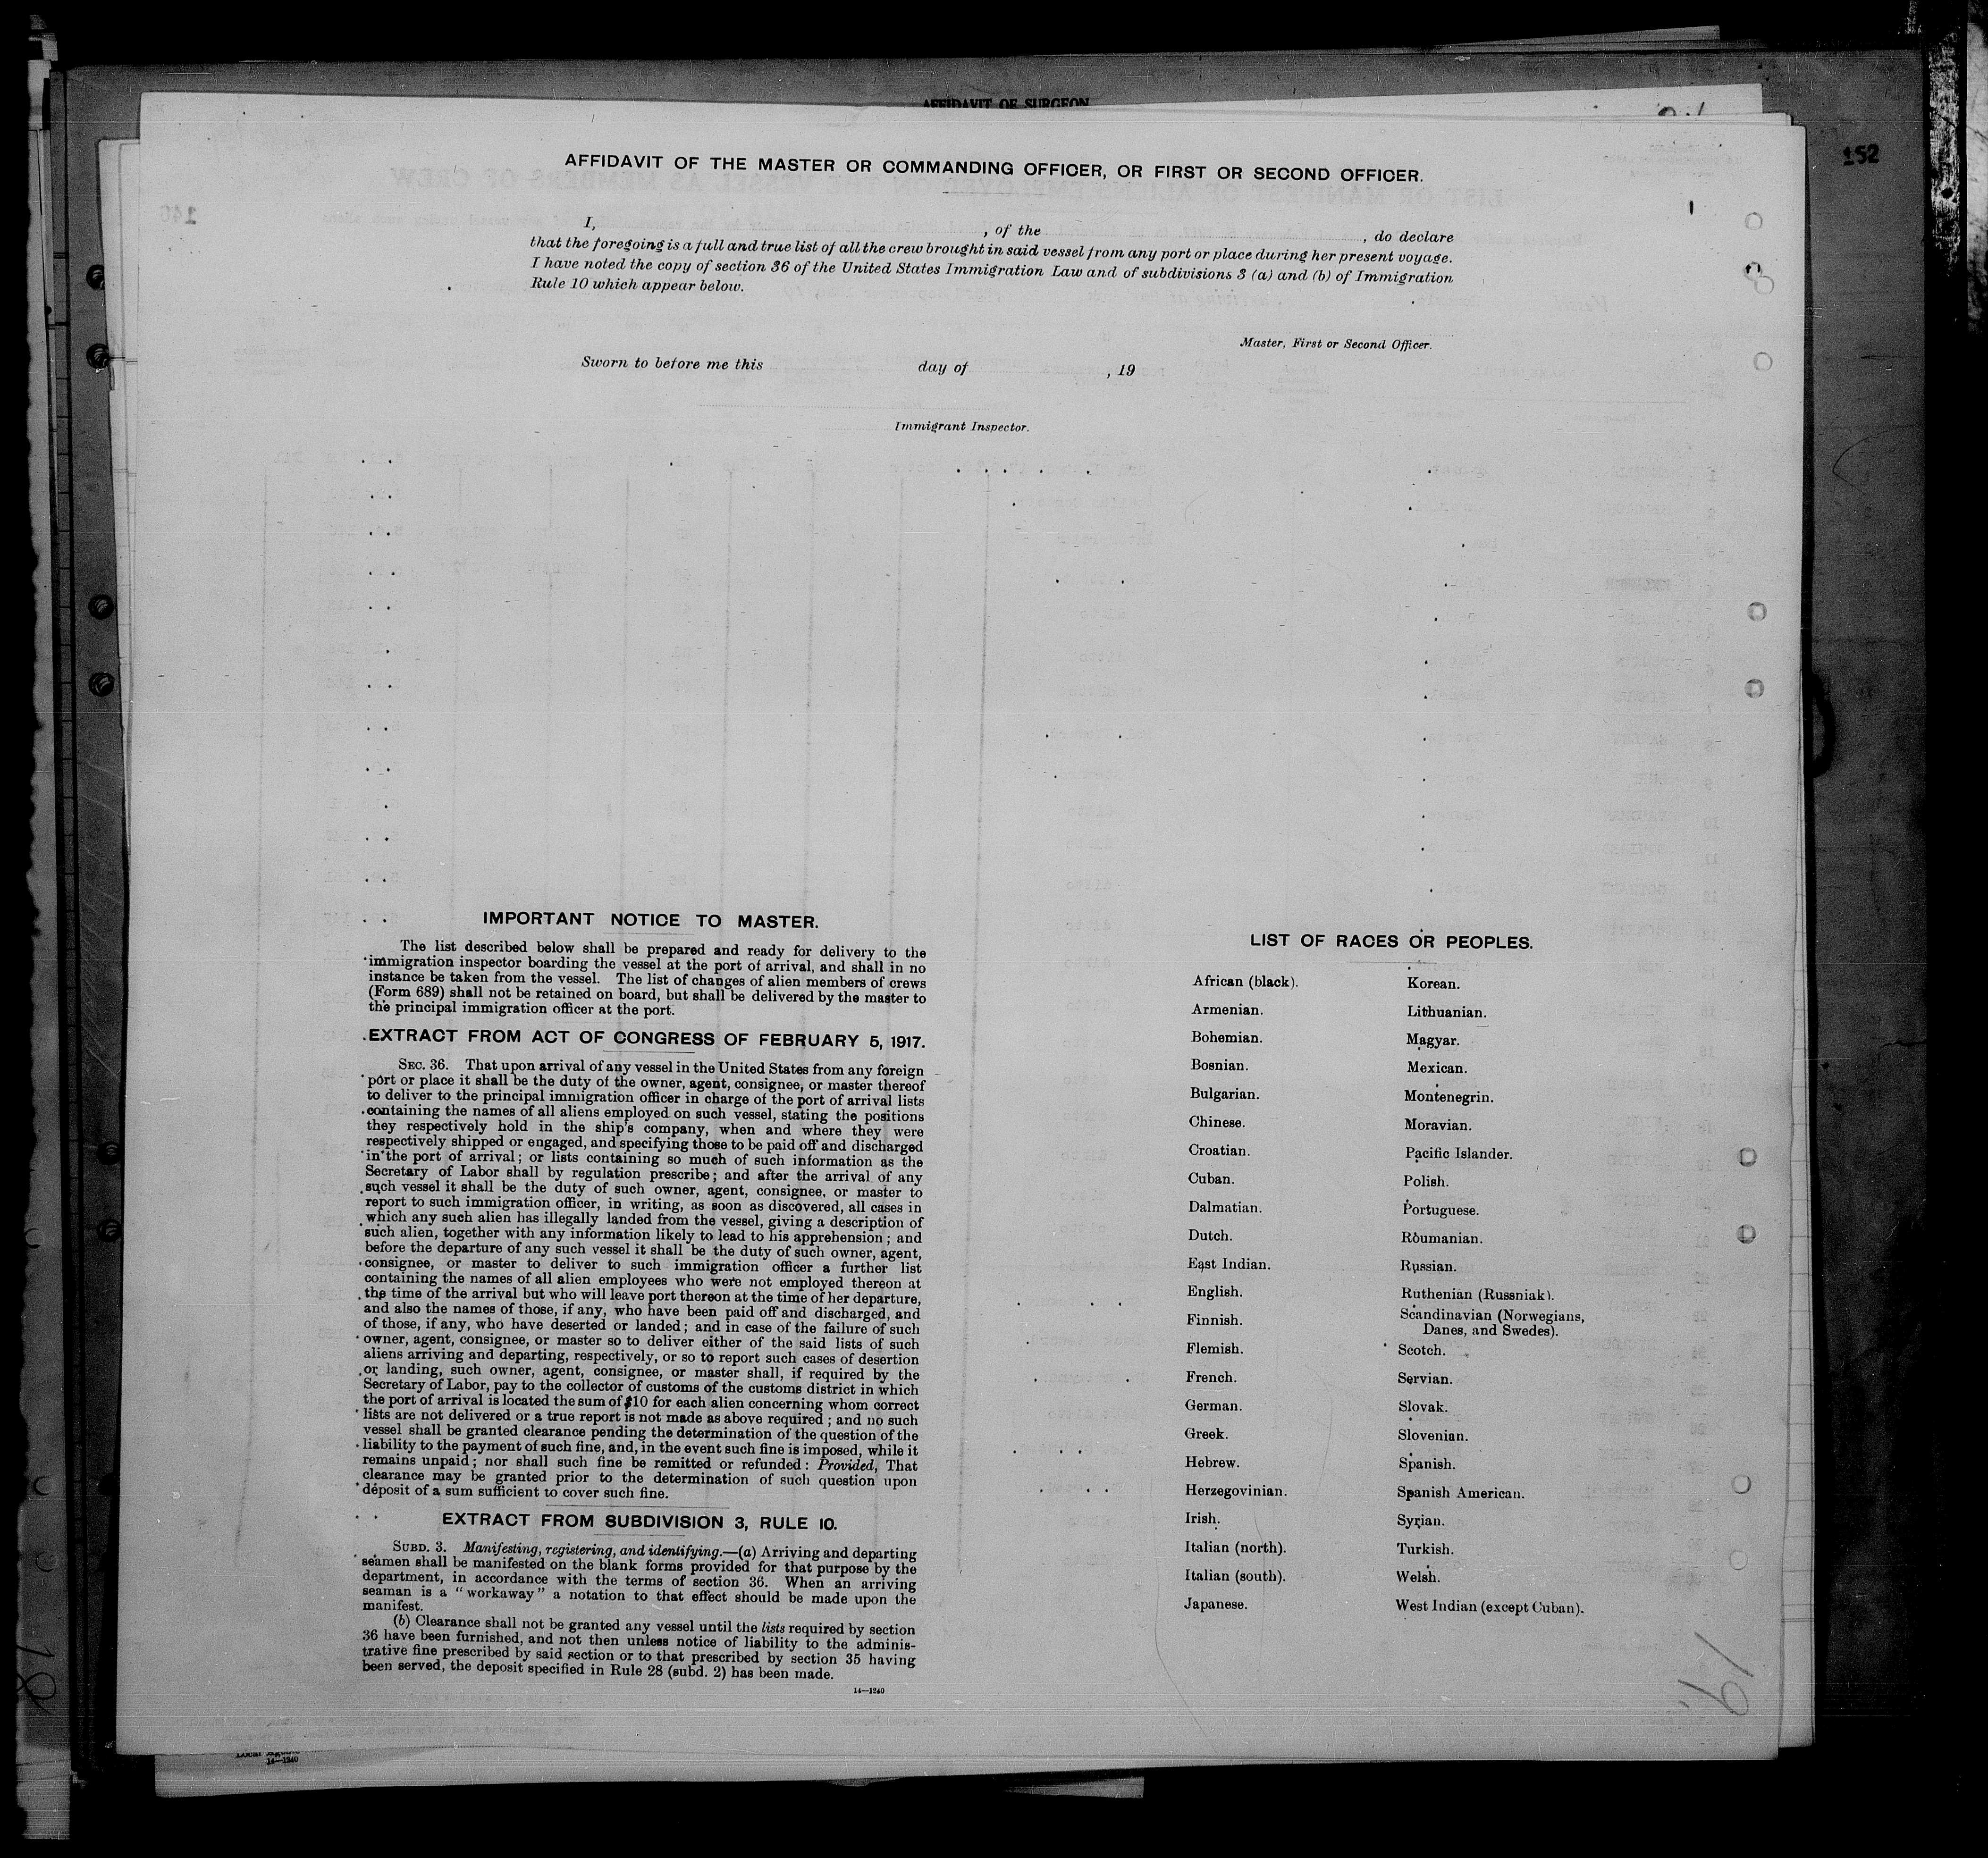 AFFIDAVIT OF SURGEON
152
AFFIDAVIT OF THE MASTER OR COMMANDING OFFICER, OR FIRST OR SECOND OFFICER.
I, , of the , do declare
that the foregoing is a full and true list of all the crew brought in said vessel from any port or place during her present voyage.
I have noted the copy of section 36 of the United States Immigration Law and of subdivisions 3 (a) and (b) of Immigration
Rule 10 which appear below.
Master, First or Second Officer.
Sworn to before me this day of , 19
Immigrant Inspector.
IMPORTANT NOTICE TO MASTER.
The list described below shall be prepared and ready for delivery to the
immigration inspector boarding the vessel at the port of arrival, and shall in no
instance be taken from the vessel. The list of changes of alien members of crews
(Form 689) shall not be retained on board, but shall be delivered by the master to
the principal immigration officer at the port.
EXTRACT FROM ACT OF CONGRESS OF FEBRUARY 5, 1917.
SEC. 36. That upon arrival of any vessel in the United States from any foreign
port or place it shall be the duty of the owner, agent, consignee, or master thereof
to deliver to the principal immigration officer in charge of the port of arrival lists
containing the names of all aliens employed on such vessel, stating the positions
they respectively hold in the ship's company, when and where they were
respectively shipped or engaged, and specifying those to be paid off and discharged
in the port of arrival; or lists containing so much of such information as the
Secretary of Labor shall by regulation prescribe; and after the arrival of any
such vessel it shall be the duty of such owner, agent, consignee, or master to
report to such immigration officer, in writing, as soon as discovered, all cases in
which any such alien has illegally landed from the vessel, giving a description of
such alien, together with any information likely to lead to his apprehension; and
before the departure of any such vessel it shall be the duty of such owner, agent,
consignee, or master to deliver to such immigration officer a further list
containing the names of all alien employees who were not employed thereon at
the time of the arrival but who will leave port thereon at the time of her departure,
and also the names of those, if any, who have been paid off and discharged, and
of those, if any, who have deserted or landed; and in case of the failure of such
owner, agent, consignee, or master so to deliver either of the said lists of such
aliens arriving and departing, respectively, or so to report such cases of desertion
or landing, such owner, agent, consignee, or master shall, if required by the
Secretary of Labor, pay to the collector of customs of the customs district in which
the port of arrival is located the sum of $10 for each alien concerning whom correct
lists are not delivered or a true report is not made as above required; and no such
vessel shall be granted clearance pending the determination of the question of the
liability to the payment of such fine, and, in the event such fine is imposed, while it
remains unpaid; nor shall such fine be remitted or refunded: Provided, That
clearance may be granted prior to the determination of such question upon
deposit of a sum sufficient to cover such fine.
EXTRACT FROM SUBDIVISION 3, RULE 10.
SUBD. 3. Manifesting, registering, and identifying.—(a) Arriving and departing
seamen shall be manifested on the blank forms provided for that purpose by the
department, in accordance with the terms of section 36. When an arriving
seaman is a "workaway" a notation to that effect should be made upon the
manifest.
(b) Clearance shall not be granted any vessel until the lists required by section
36 have been furnished, and not then unless notice of liability to the adminis-
trative fine prescribed by said section or to that prescribed by section 35 having
been served, the deposit specified in Rule 28 (subd. 2) has been made.
14—1240
LIST OF RACES OR PEOPLES.
African (black).
Armenian.
Bohemian.
Bosnian.
Bulgarian.
Chinese.
Croatian.
Cuban.
Dalmatian.
Dutch.
East Indian.
English.
Finnish.
Flemish.
French.
German.
Greek.
Hebrew.
Herzegovinian.
Irish.
Italian (north).
Italian (south).
Japanese.
Korean.
Lithuanian.
Magyar.
Mexican.
Montenegrin.
Moravian.
Pacific Islander.
Polish.
Portuguese.
Roumanian.
Russian.
Ruthenian (Russniak).
Scandinavian (Norwegians,
Danes, and Swedes).
Scotch.
Servian.
Slovak.
Slovenian.
Spanish.
Spanish American.
Syrian.
Turkish.
Welsh.
West Indian (except Cuban).
19
14—1240